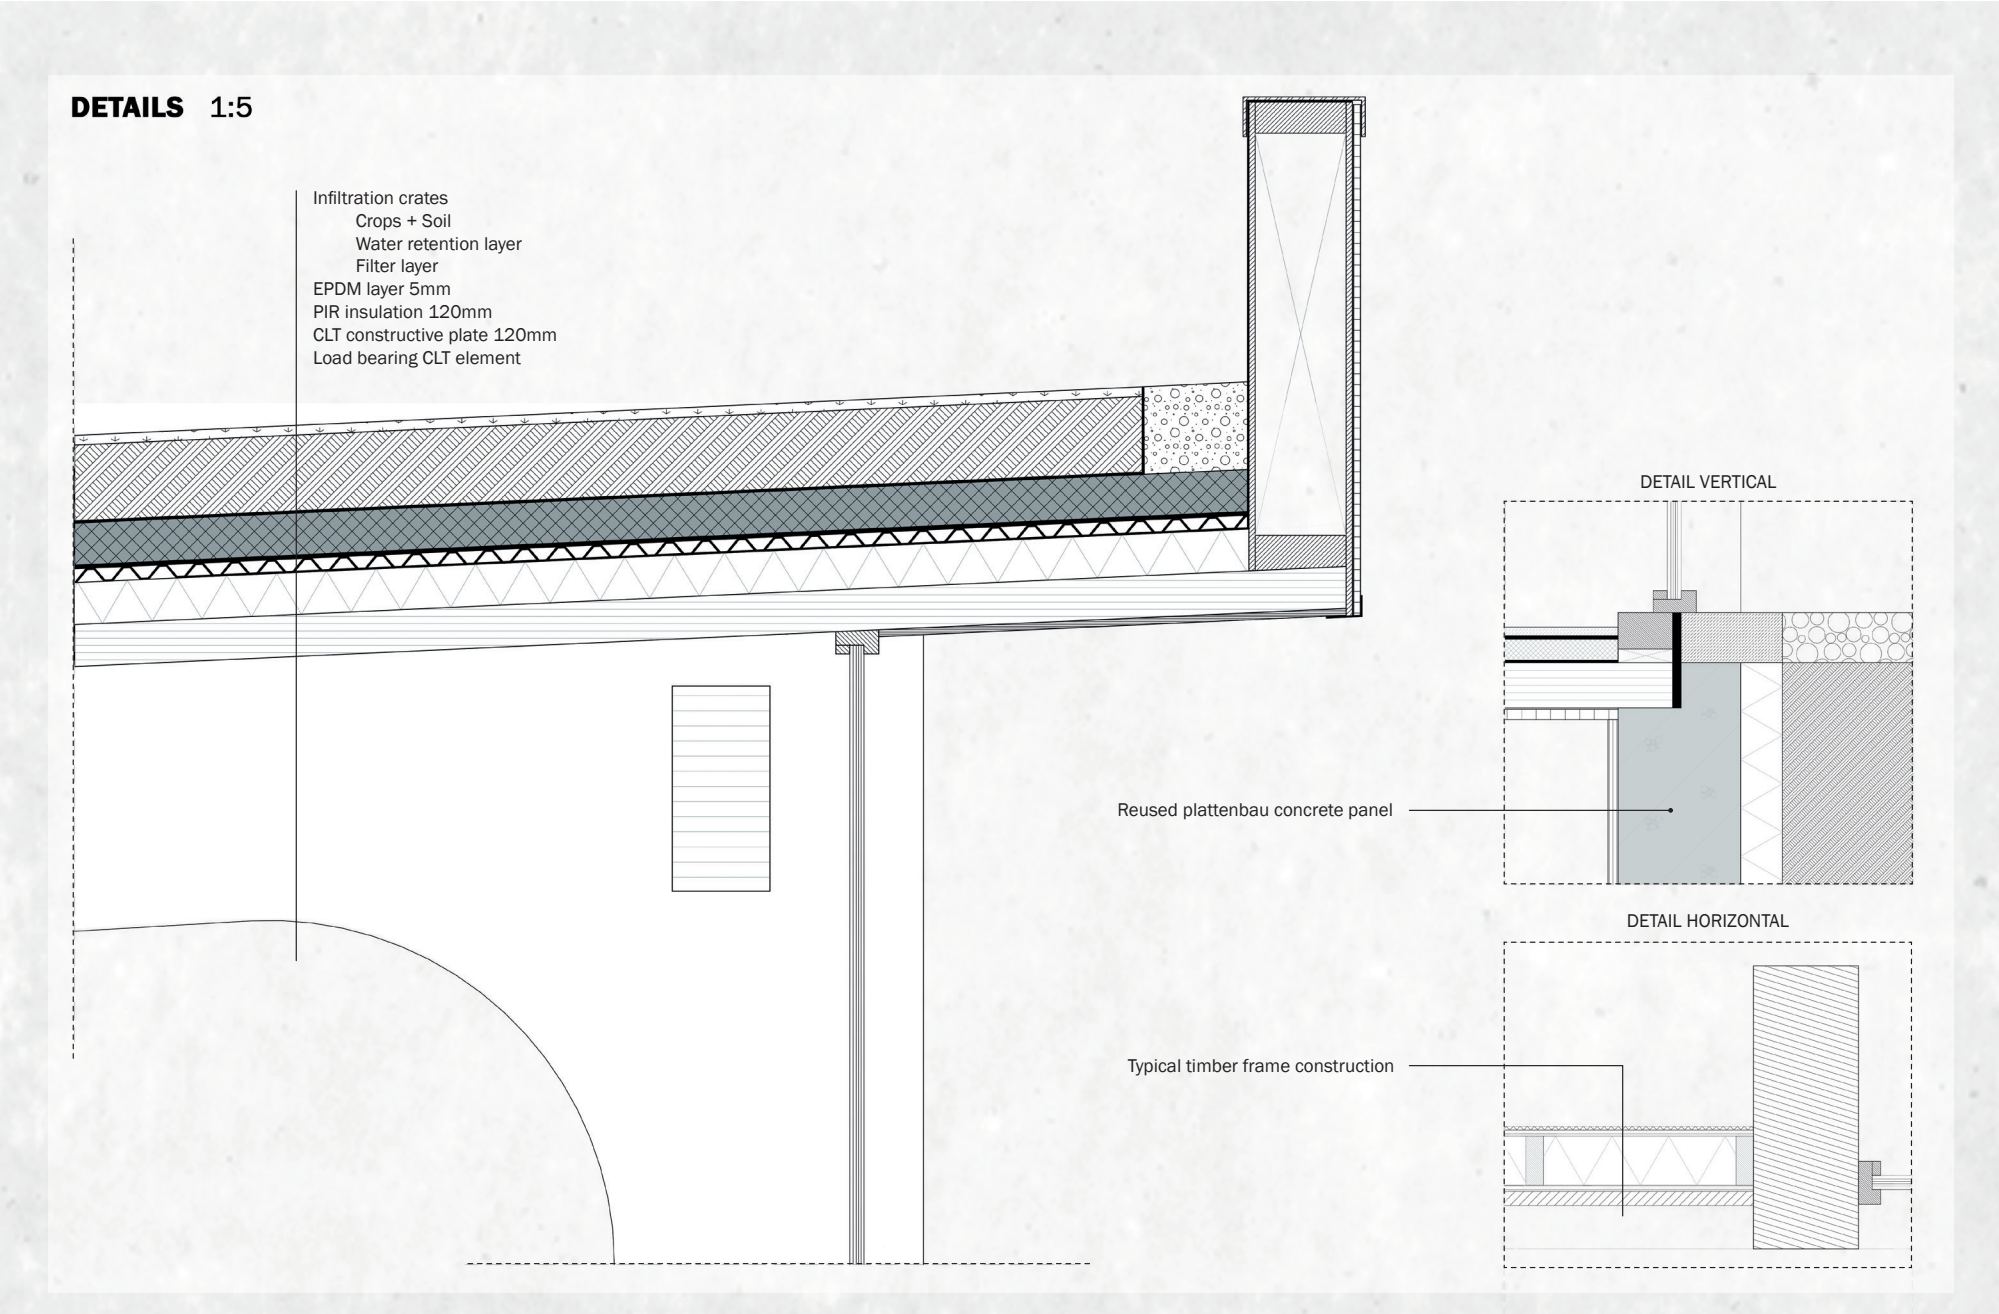 DETAILS 1:5
Infiltration crates
Crops + Soil
Water retention layer
Filter layer
EPDM layer 5mm
PIR insulation 120mm
CLT constructive plate 120mm
Load bearing CLT element
DETAIL VERTICAL
Reused plattenbau concrete panel
DETAIL HORIZONTAL
Typical timber frame construction